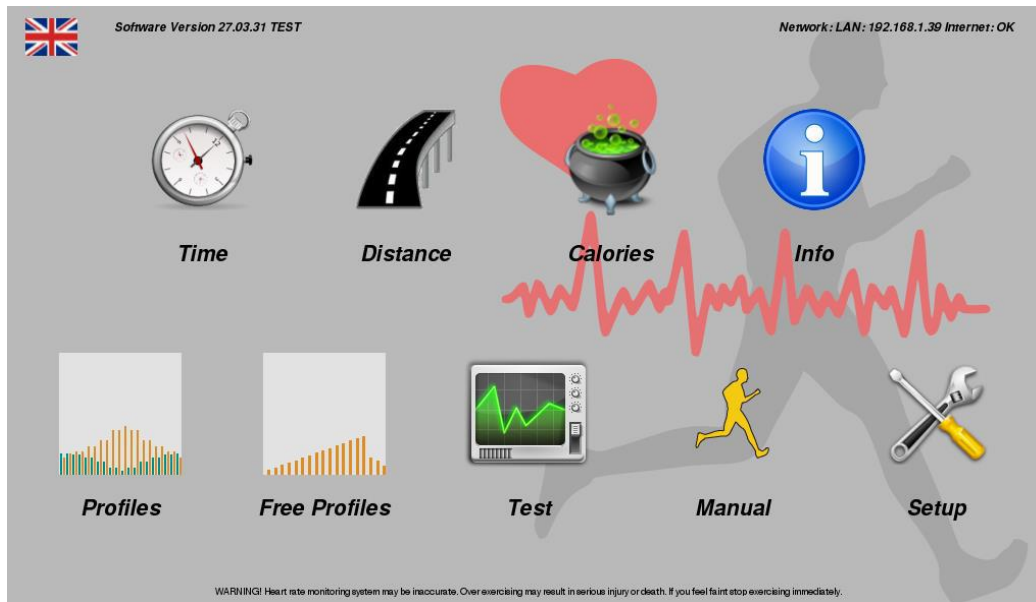 Software Version 27.03.31 TEST
Network: LAN: 192.168.1.39 Internet: OK
Time
Distance
Calories
Info
Profiles
Free Profiles
Test
Manual
Setup
WARNING! Heart rate monitoring system may be inaccurate. Over exercising may result in serious injury or death. If you feel faint stop exercising immediately.